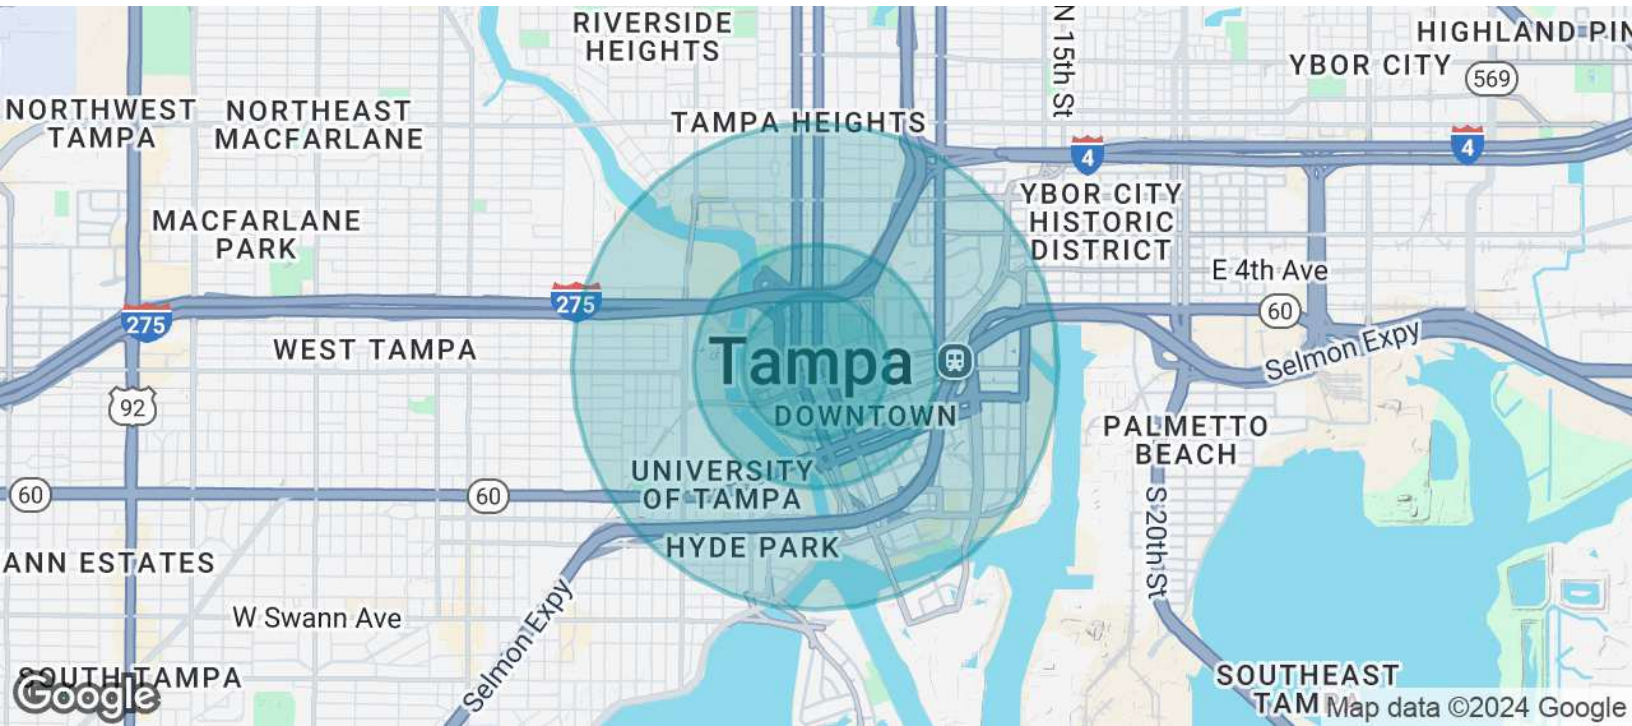 RIVERSIDE
HEIGHTS
N 15th St
HIGHLAND PIN
YBOR CITY
569
NORTHWEST
TAMPA
NORTHEAST
MACFARLANE
TAMPA HEIGHTS
4
4
YBOR CITY
HISTORIC
DISTRICT
MACFARLANE
PARK
E 4th Ave
275
275
60
WEST TAMPA
Tampa
Selmon Expy
92
DOWNTOWN
PALMETTO
BEACH
UNIVERSITY
OF TAMPA
60
60
S 20th St
HYDE PARK
ANN ESTATES
W Swann Ave
Selmon Expy
SOUTH TAMPA
Google
SOUTHEAST
TAMPA
Map data ©2024 Google